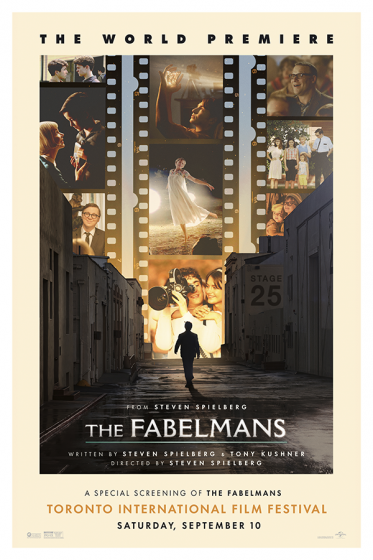 THE WORLD PREMIERE
STAGE
25
FROM STEVEN SPIELBERG
THE FABELMANS
WRITTEN BY STEVEN SPIELBERG & TONY KUSHNER
DIRECTED BY STEVEN SPIELBERG
A SPECIAL SCREENING OF THE FABELMANS
TORONTO INTERNATIONAL FILM FESTIVAL
SATURDAY, SEPTEMBER 10